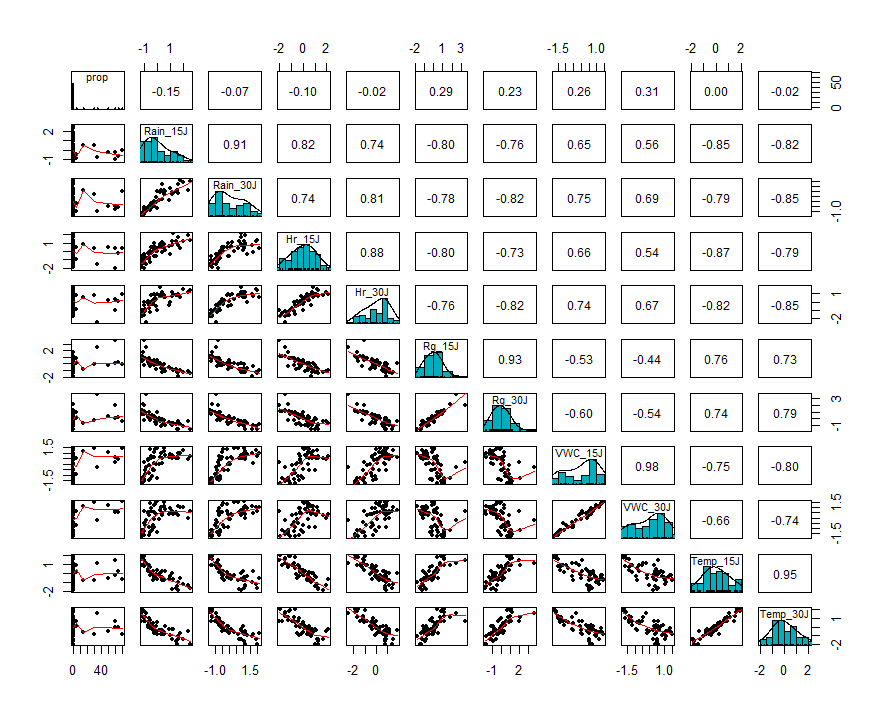 -1 1 -2 0 2 -2 1 3 -1.5 1.0 -2 0 2
prop -0.15 -0.07 -0.10 -0.02 0.29 0.23 0.26 0.31 0.00 -0.02 0 50
-1 2 Rain_15J 0.91 0.82 0.74 -0.80 -0.76 0.65 0.56 -0.85 -0.82
Rain_30J 0.74 0.81 -0.78 -0.82 0.75 0.69 -0.79 -0.85 -1.0
-2 2 Hr_15J 0.88 -0.80 -0.73 0.66 0.54 -0.87 -0.79
Hr_30J -0.76 -0.82 0.74 0.67 -0.82 -0.85 -2 1
-2 2 Rg_15J 0.93 -0.53 -0.44 0.76 0.73
Rg_30J -0.60 -0.54 0.74 0.79 -1 3
-1.5 1.5 VWC_15J 0.98 -0.75 -0.80
VWC_30J -0.66 -0.74 -1.5 1.5
-2 1 Temp_15J 0.95
Temp_30J -2 1
0 40 -1.0 1.5 -2 0 -1 2 -1.5 1.0 -2 0 2